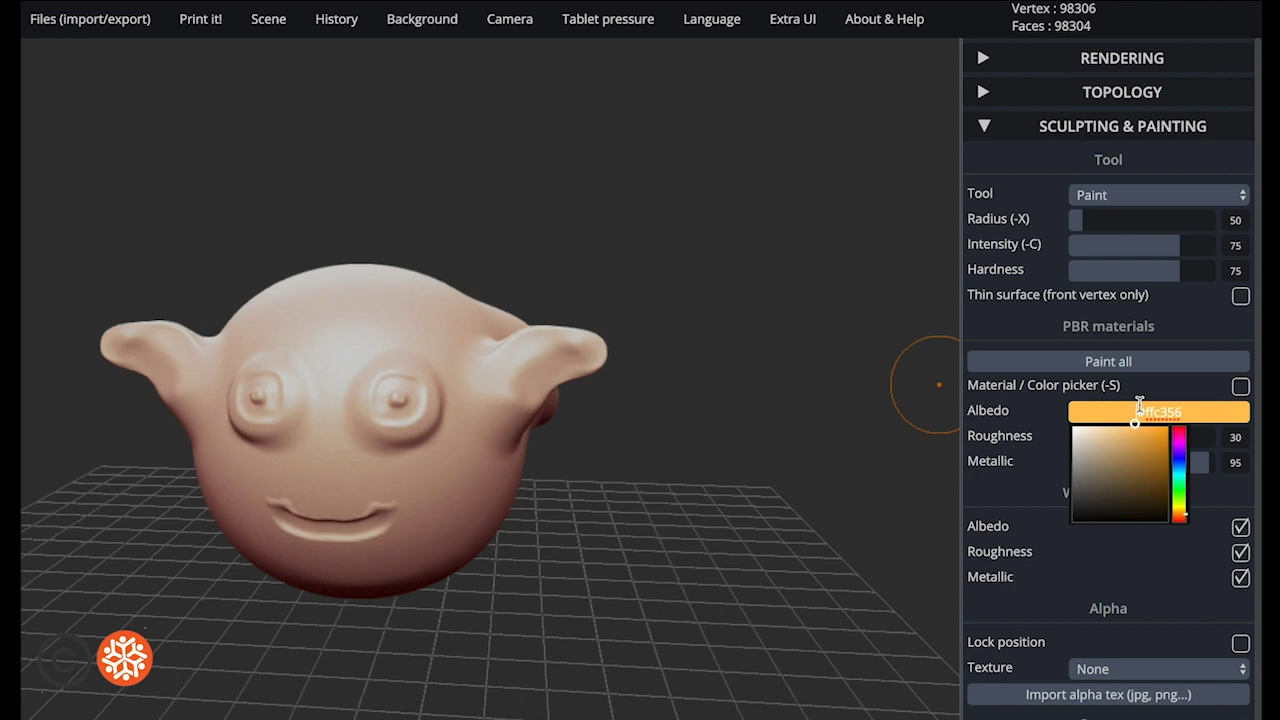 Files (import/export) Print it! Scene History Background Camera Tablet pressure Language Extra UI About & Help
Vertex : 98306
Faces : 98304
RENDERING
TOPOLOGY
SCULPTING & PAINTING
Tool
Tool Paint
Radius (-X) 50
Intensity (-C) 75
Hardness 75
Thin surface (front vertex only)
PBR materials
Paint all
Material / Color picker (-S)
Albedo #ffc356
Roughness 30
Metallic 95
Albedo
Roughness
Metallic
Alpha
Lock position
Texture None
Import alpha tex (jpg, png...)